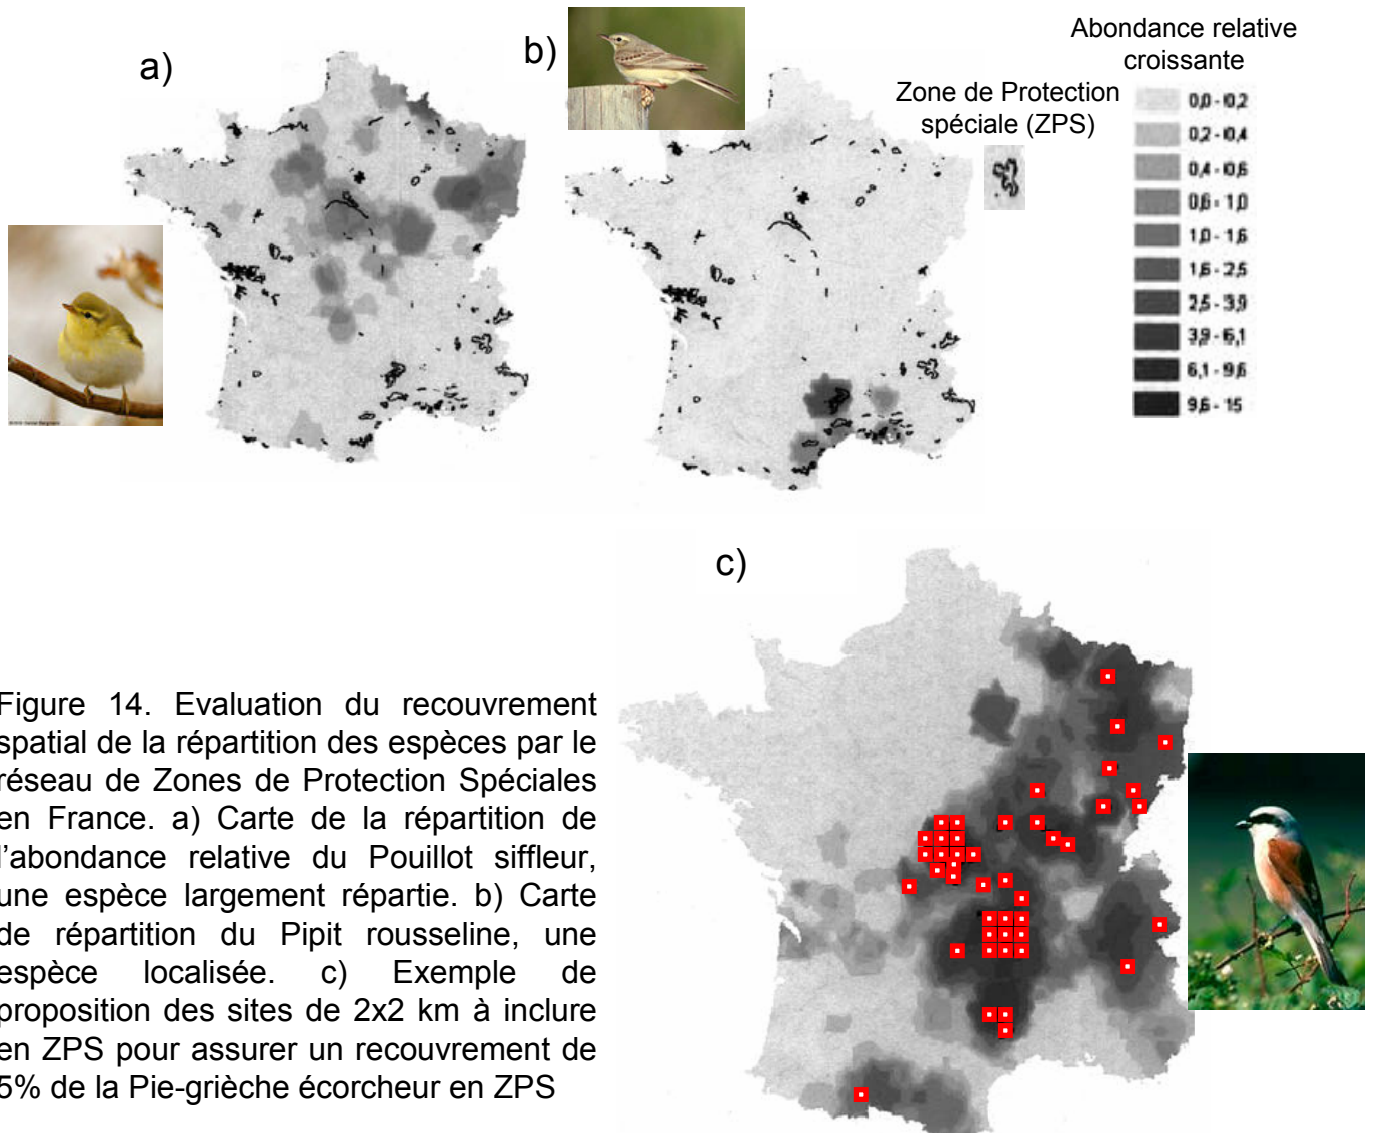 a)
b)
Abondance relative
croissante
Zone de Protection
spéciale (ZPS)
0,0 - 0,2
0,2 - 0,4
0,4 - 0,6
0,6 - 1,0
1,0 - 1,6
1,6 - 2,5
2,5 - 3,9
3,9 - 6,1
6,1 - 9,6
9,6 - 15
c)
Figure 14. Evaluation du recouvrement
spatial de la répartition des espèces par le
réseau de Zones de Protection Spéciales
en France. a) Carte de la répartition de
l'abondance relative du Pouillot siffleur,
une espèce largement répartie. b) Carte
de répartition du Pipit rousseline, une
espèce localisée. c) Exemple de
proposition des sites de 2x2 km à inclure
en ZPS pour assurer un recouvrement de
5% de la Pie-grièche écorcheur en ZPS